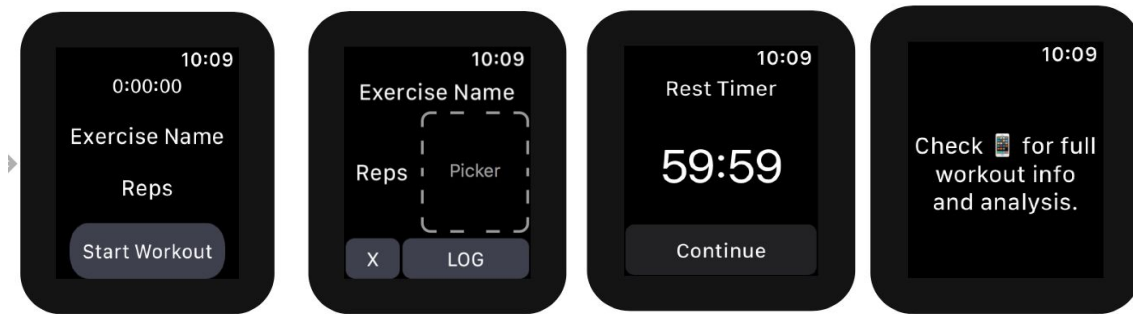 10:09
0:00:00
Exercise Name
Reps
Start Workout
10:09
Exercise Name
Reps
Picker
X
LOG
10:09
Rest Timer
59:59
Continue
10:09
Check 📱 for full
workout info
and analysis.